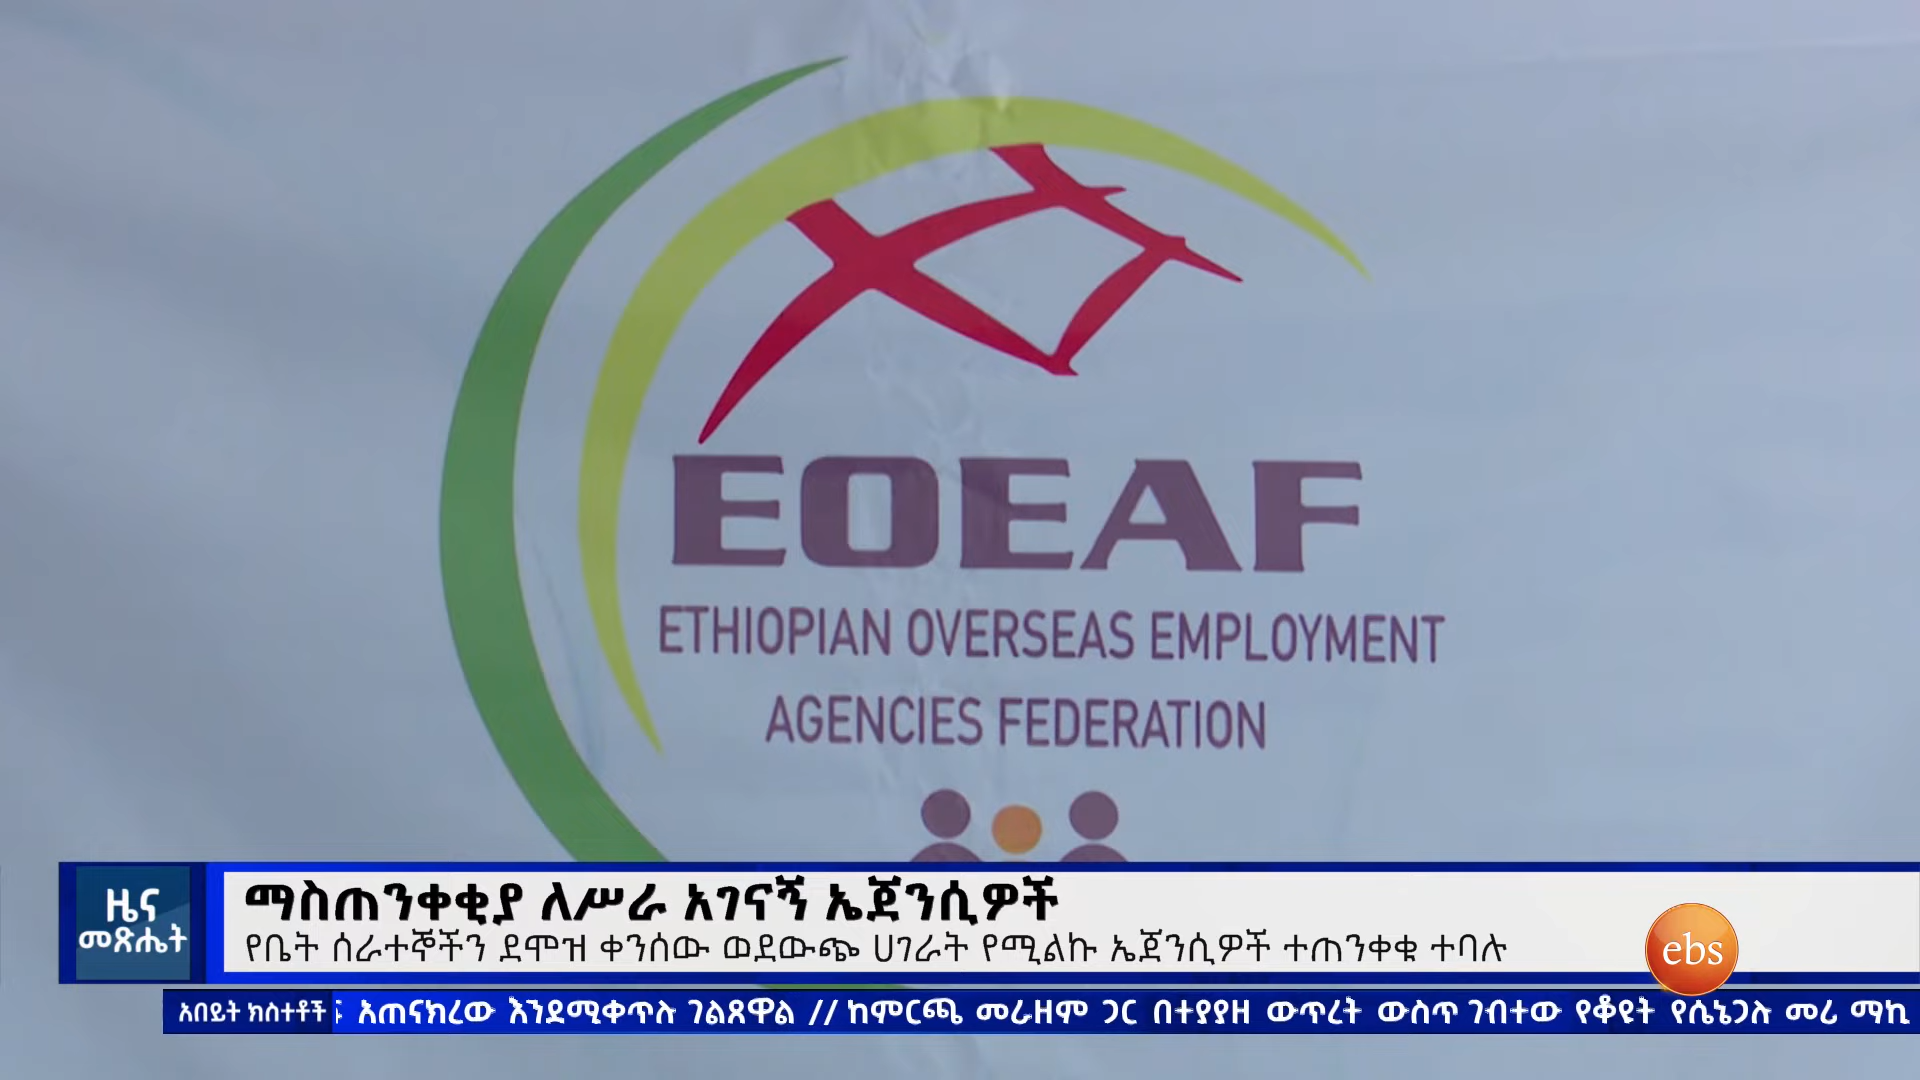 EOEAF
ETHIOPIAN OVERSEAS EMPLOYMENT
AGENCIES FEDERATION
ዜና
መጽሔት
ማስጠንቀቂያ ለሥራ አገናኝ ኤጀንሲዎች
የቤት ሰራተኞችን ደሞዝ ቀንሰው ወደውጭ ሀገራት የሚልኩ ኤጀንሲዎች ተጠንቀቁ ተባሉ
ebs
አበይት ክስተቶች
አጠናክረው እንደሚቀጥሉ ገልጸዋል // ከምርጫ መራዘም ጋር በተያያዘ ውጥረት ውስጥ ገብተው የቆዩት የሴኔጋሉ መሪ ማኪ